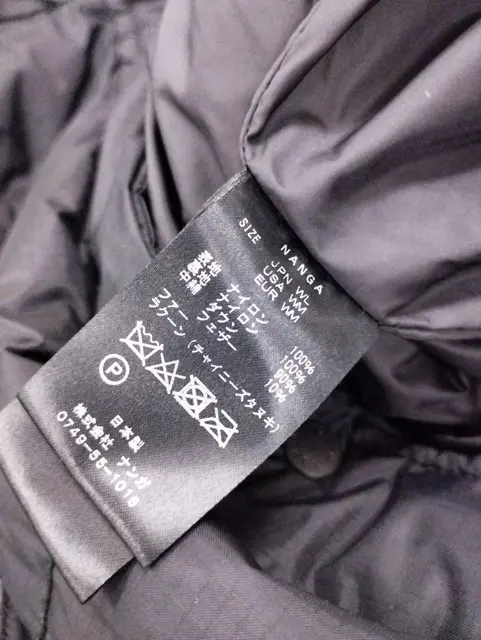 NANGA
SIZE JPN WL
USA WM
EUR WM
表地 ナイロン 100%
裏地 ナイロン 100%
中綿 ダウン 90%
フェザー 10%
ファー
ラクーン (チャイニーズタヌキ)
P
日本製
株式会社 ナンガ
0749-55-1016